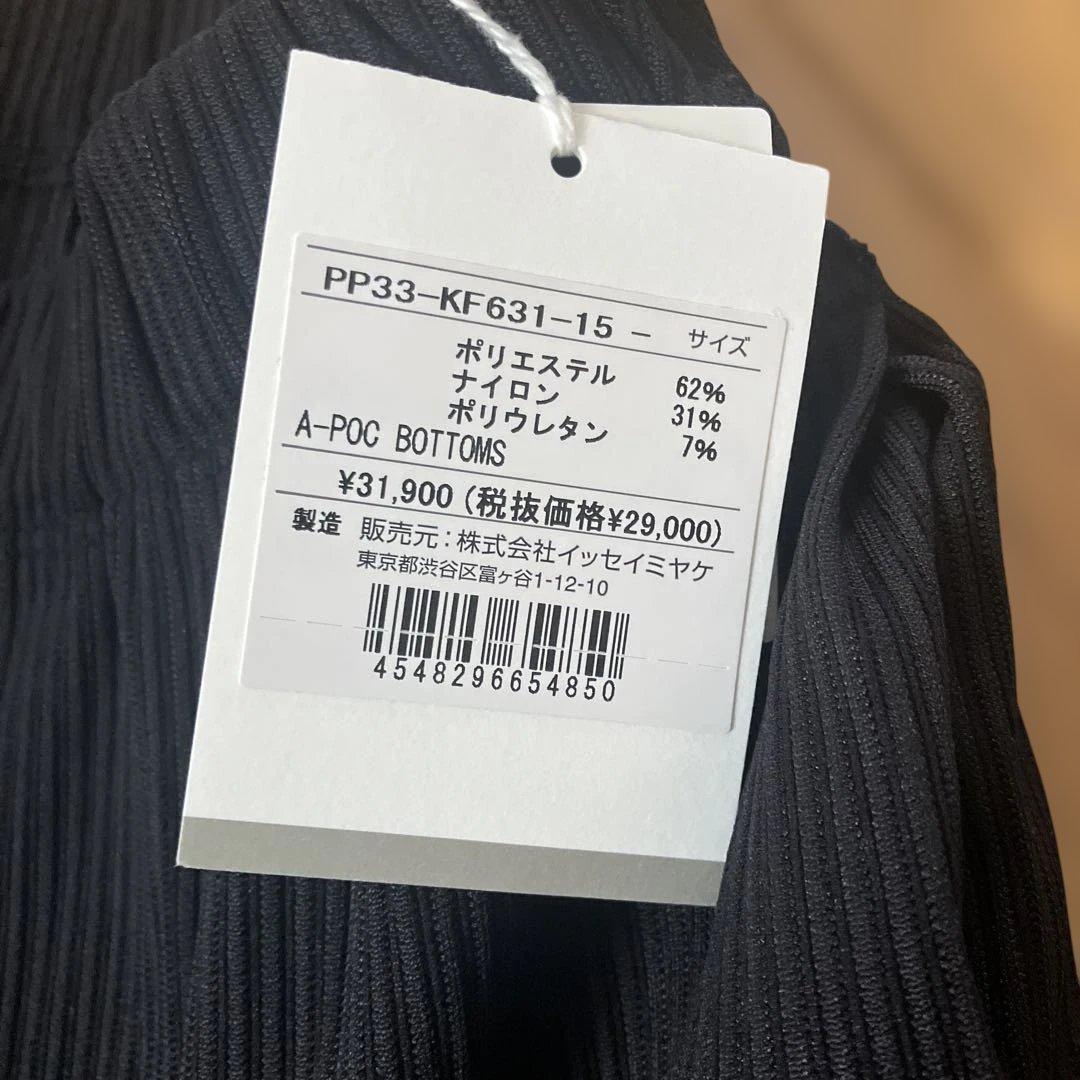 PP33-KF631-15 - サイズ
ポリエステル 62%
ナイロン 31%
ポリウレタン 7%
A-POC BOTTOMS
¥31,900(税抜価格¥29,000)
製造 販売元:株式会社イッセイミヤケ
東京都渋谷区富ヶ谷1-12-10
4548296654850